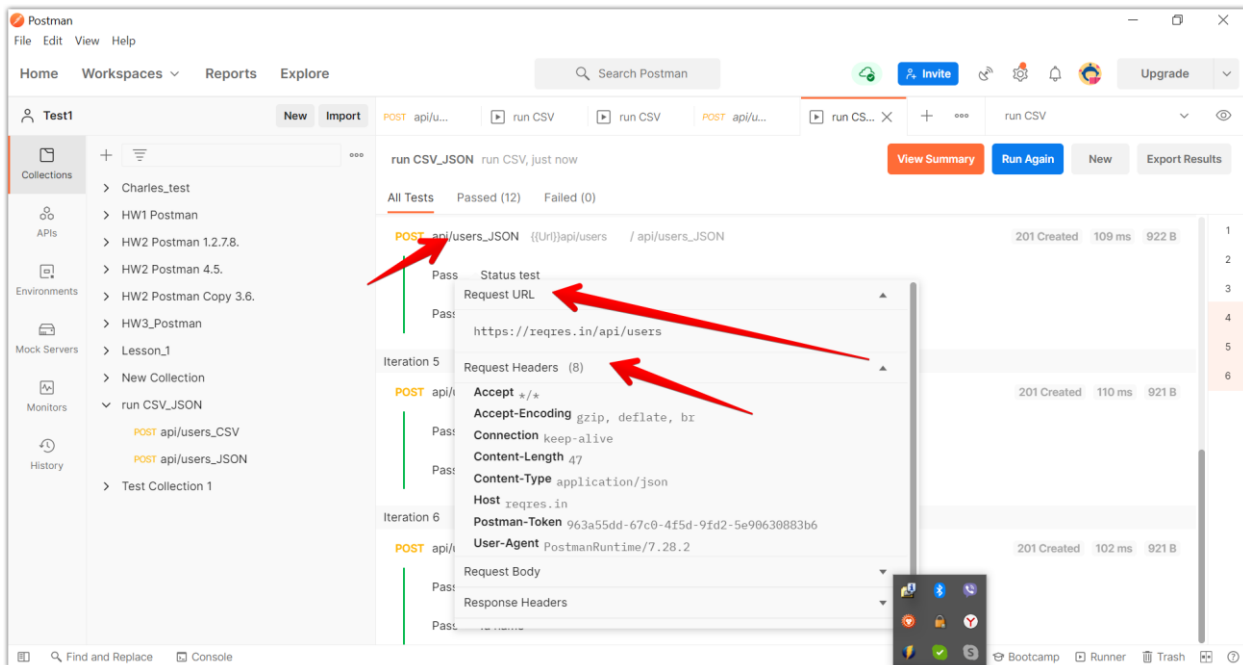 Postman
File Edit View Help
Home Workspaces Reports Explore Search Postman Invite Upgrade
Test1 New Import
POST api/u... run CSV run CSV POST api/u... run CS... run CSV
Collections
APIs
Environments
Mock Servers
Monitors
History
Charles_test
HW1 Postman
HW2 Postman 1.2.7.8.
HW2 Postman 4.5.
HW2 Postman Copy 3.6.
HW3_Postman
Lesson_1
New Collection
run CSV_JSON
POST api/users_CSV
POST api/users_JSON
Test Collection 1
run CSV_JSON run CSV, just now View Summary Run Again New Export Results
All Tests Passed (12) Failed (0)
POST api/users_JSON {{Url}}api/users / api/users_JSON 201 Created 109 ms 922 B
Pass Status test
Pass
Request URL
https://reqres.in/api/users
Request Headers (8)
Accept */*
Accept-Encoding gzip, deflate, br
Connection keep-alive
Content-Length 47
Content-Type application/json
Host reqres.in
Postman-Token 963a55dd-67c0-4f5d-9fd2-5e90630883b6
User-Agent PostmanRuntime/7.28.2
Request Body
Response Headers
Iteration 5
POST api/u 201 Created 110 ms 921 B
Pass
Pass
Iteration 6
POST api/u 201 Created 102 ms 921 B
Pass
Pass
1
2
3
4
5
6
Find and Replace Console Bootcamp Runner Trash